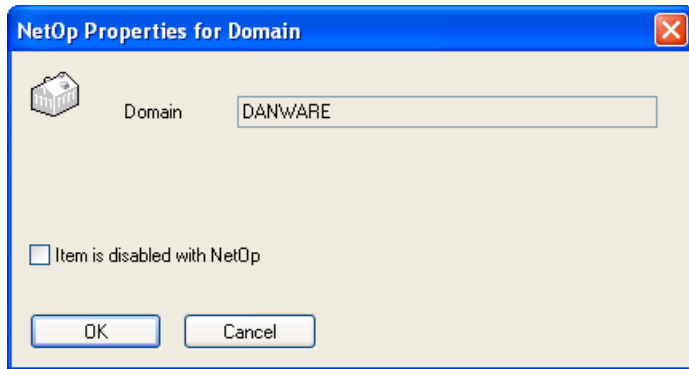 NetOp Properties for Domain
Domain DANWARE
Item is disabled with NetOp
OK Cancel